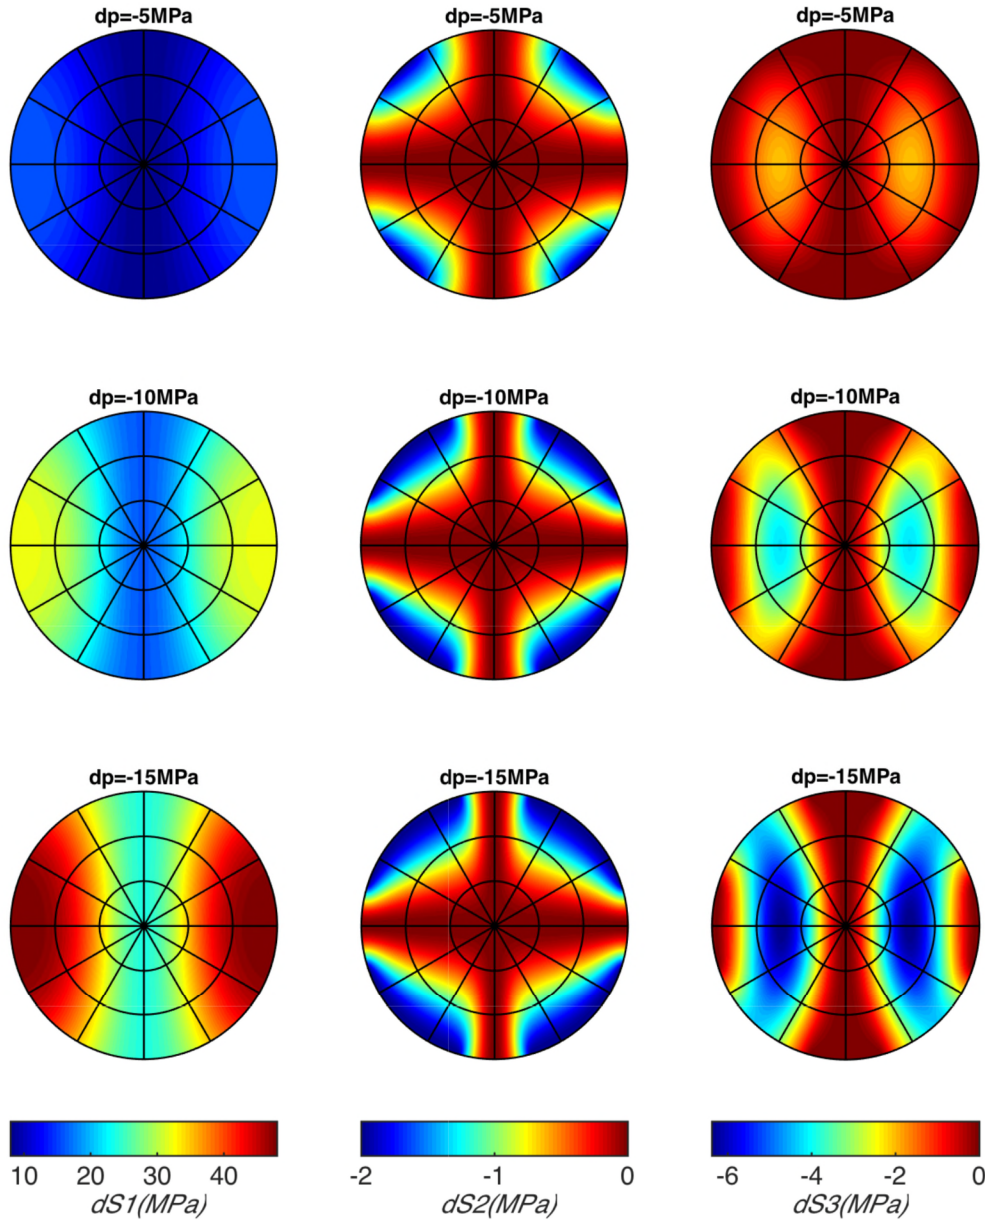 dp=-5MPa dp=-5MPa dp=-5MPa
dp=-10MPa dp=-10MPa dp=-10MPa
dp=-15MPa dp=-15MPa dp=-15MPa
10 20 30 40 -2 -1 0 -6 -4 -2 0
dS1(MPa) dS2(MPa) dS3(MPa)